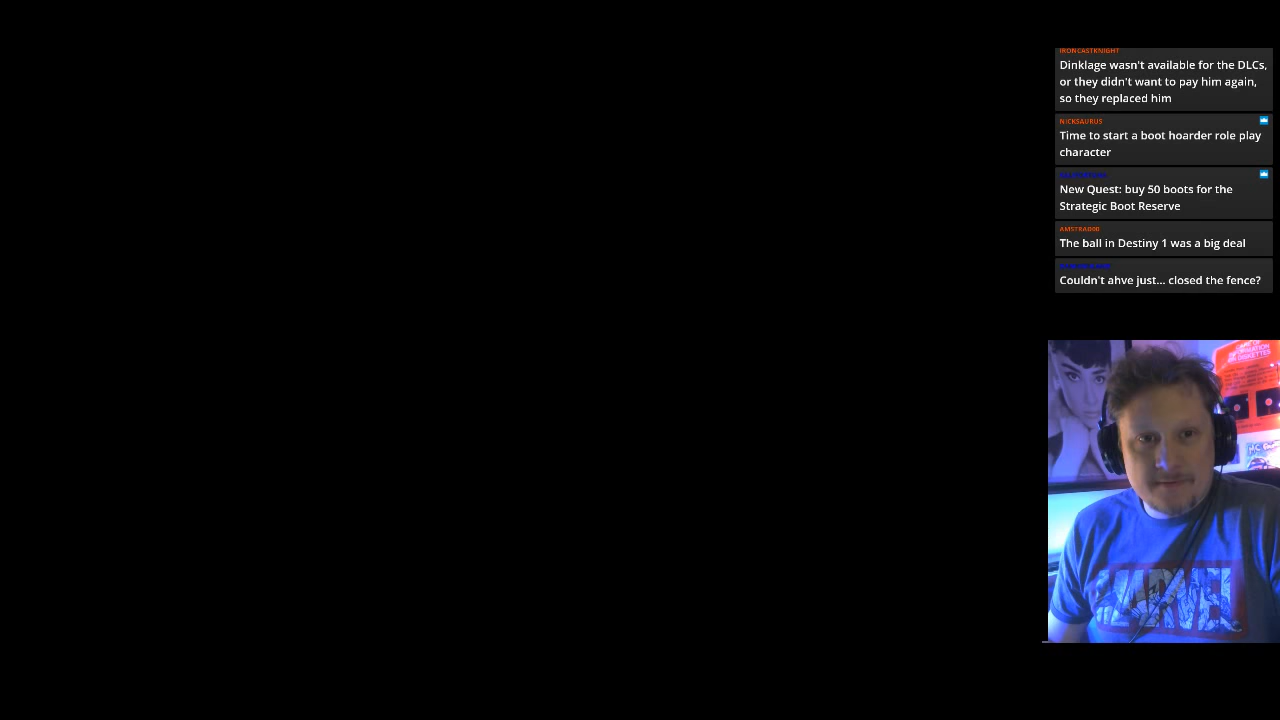 IRONCASTKNIGHT
Dinklage wasn't available for the DLCs,
or they didn't want to pay him again,
so they replaced him
NICKSAURUS
Time to start a boot hoarder role play
character
New Quest: buy 50 boots for the
Strategic Boot Reserve
The ball in Destiny 1 was a big deal
Couldn't ahve just... closed the fence?
INFORMATION
DISKETTES
MARVEL